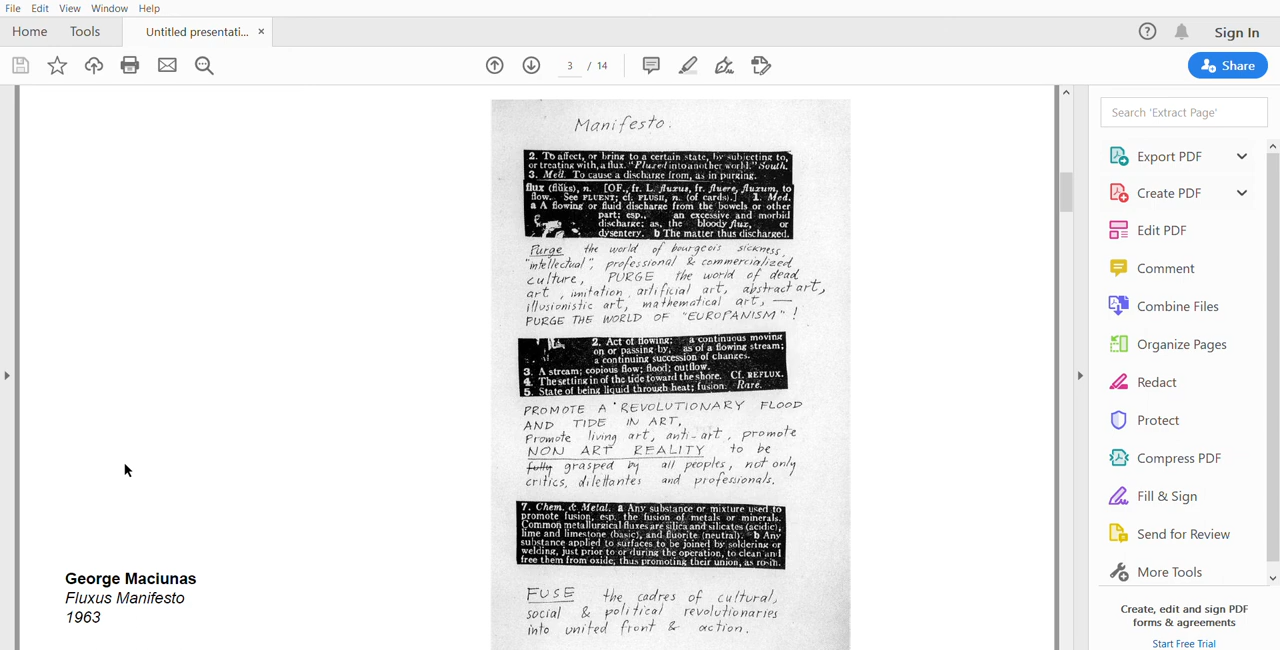 File Edit View Window Help
Home Tools Untitled presentati... × Sign In
3 / 14 Share
Manifesto.
2. To affect, or bring to a certain state, by subjecting to,
or treating with, a flux. "Fluxed into another world." South.
3. Med. To cause a discharge from, as in purging.
flux (flŭks), n. [OF., fr. L. fluxus, fr. fluere, fluxum, to
flow. See FLUENT; cf. FLUSH, n. (of cards).] 1. Med.
a A flowing or fluid discharge from the bowels or other
part: esp., an excessive and morbid
discharge; as, the bloody flux, or
dysentery. b The matter thus discharged.
Purge the world of bourgeois sickness,
"intellectual", professional & commercialized
culture, PURGE the world of dead
art, imitation, artificial art, abstract art,
illusionistic art, mathematical art, —
PURGE THE WORLD OF "EUROPANISM"!
2. Act of flowing: a continuous moving
on or passing by, as of a flowing stream;
a continuing succession of changes.
3. A stream; copious flow; flood; outflow.
4. The setting in of the tide toward the shore. Cf. REFLUX.
5. State of being liquid through heat; fusion. Rare.
PROMOTE A REVOLUTIONARY FLOOD
AND TIDE IN ART,
Promote living art, anti-art, promote
NON ART REALITY to be
fully grasped by all peoples, not only
critics, dilettantes and professionals.
7. Chem. & Metal. a Any substance or mixture used to
promote fusion, esp. the fusion of metals or minerals.
Common metallurgical fluxes are silica and silicates (acidic),
lime and limestone (basic), and fluorite (neutral). b Any
substance applied to surfaces to be joined by soldering or
welding, just prior to or during the operation, to clean and
free them from oxide, thus promoting their union, as rosin.
FUSE the cadres of cultural,
social & political revolutionaries
into united front & action.
George Maciunas
Fluxus Manifesto
1963
Search 'Extract Page'
Export PDF
Create PDF
Edit PDF
Comment
Combine Files
Organize Pages
Redact
Protect
Compress PDF
Fill & Sign
Send for Review
More Tools
Create, edit and sign PDF
forms & agreements
Start Free Trial